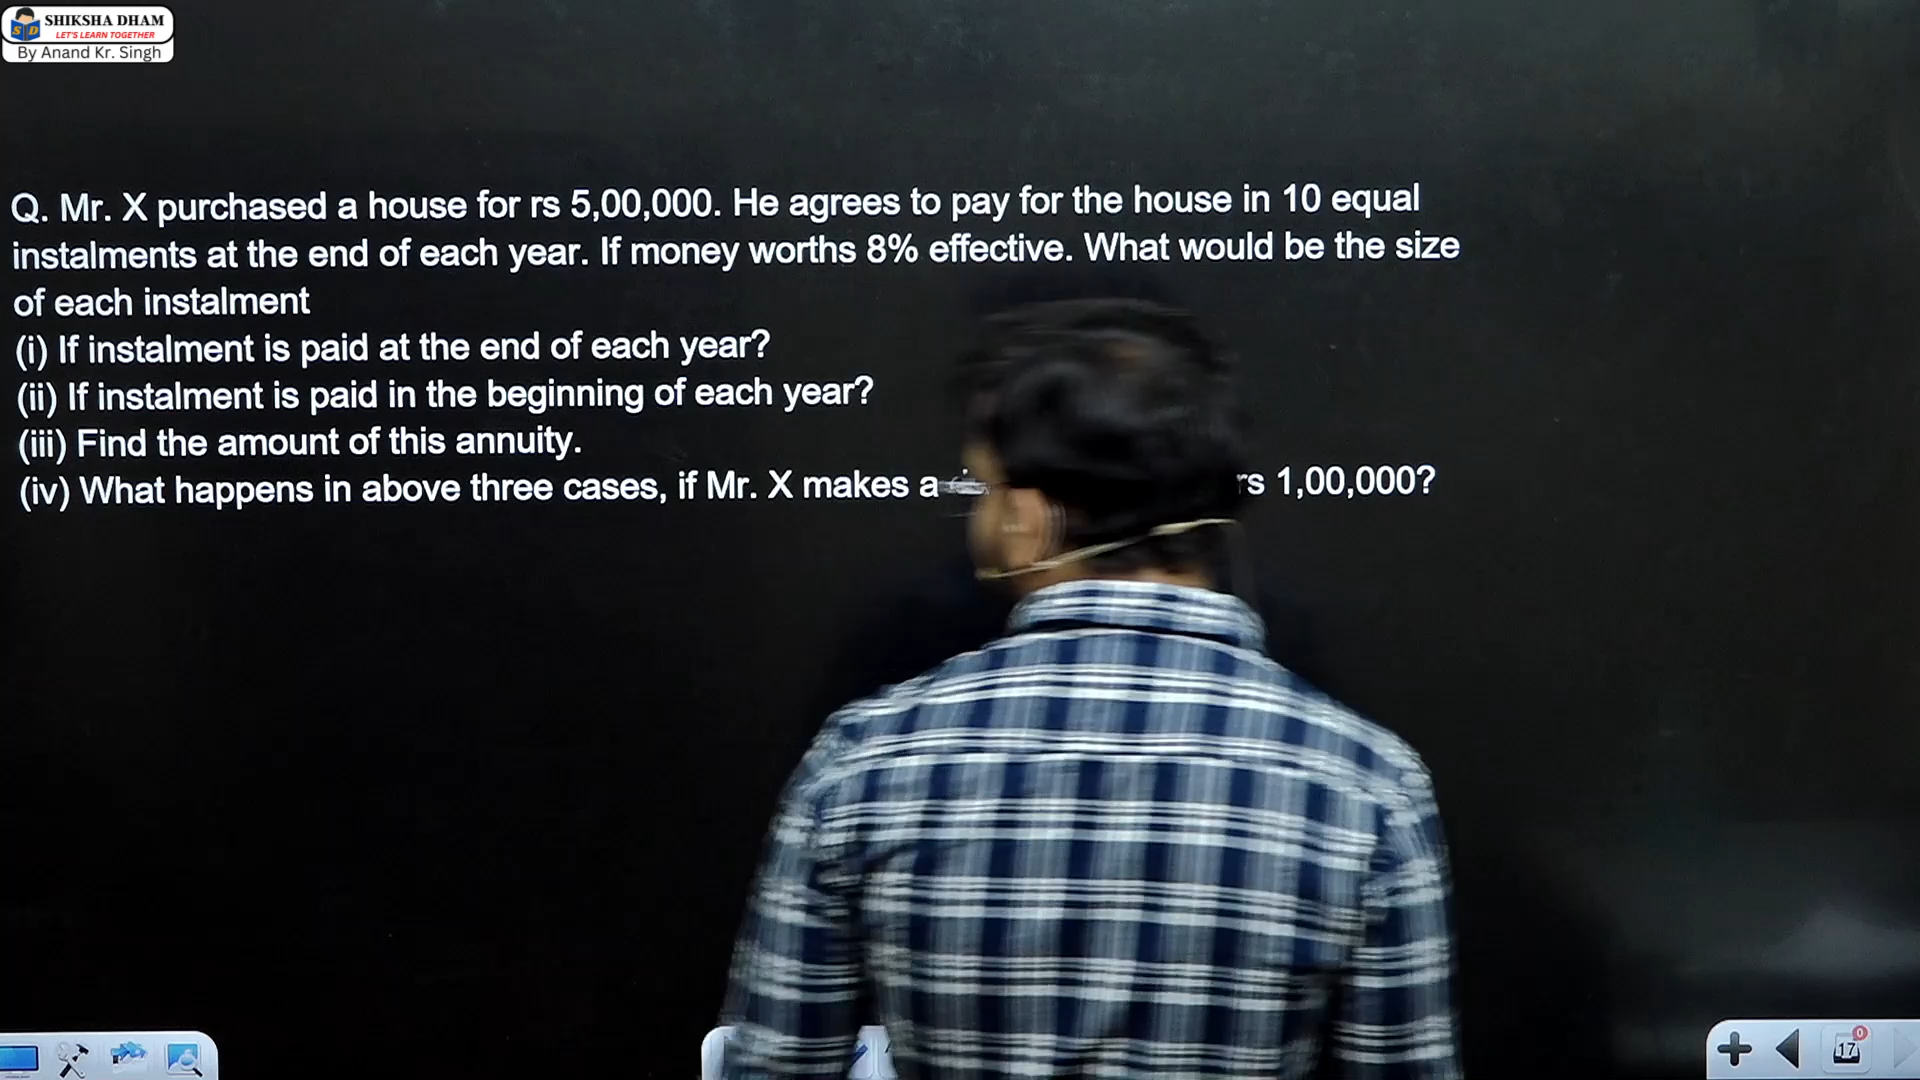 SHIKSHA DHAM
LET'S LEARN TOGETHER
SD
By Anand Kr. Singh
Q. Mr. X purchased a house for rs 5,00,000. He agrees to pay for the house in 10 equal
instalments at the end of each year. If money worths 8% effective. What would be the size
of each instalment
(i) If instalment is paid at the end of each year?
(ii) If instalment is paid in the beginning of each year?
(iii) Find the amount of this annuity.
(iv) What happens in above three cases, if Mr. X makes a rs 1,00,000?
17
0